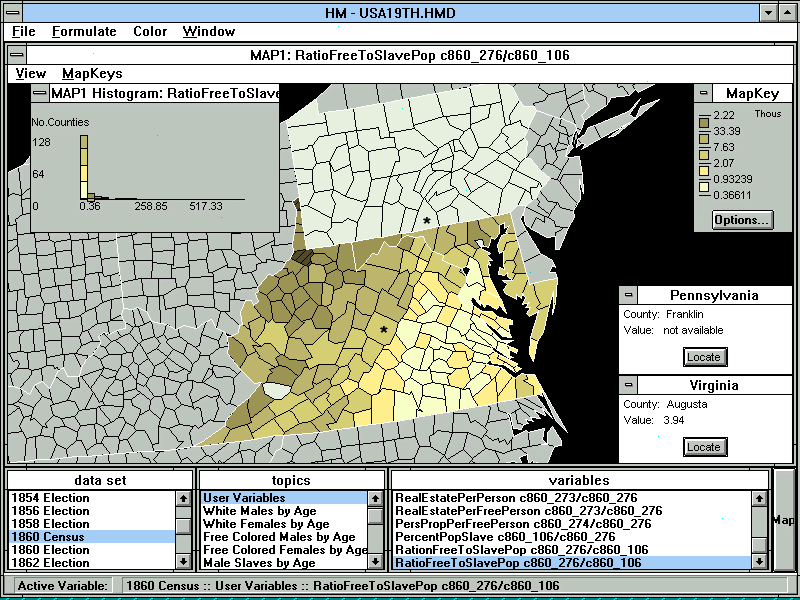 HM - USA19TH.HMD
File Formulate Color Window
MAP1: RatioFreeToSlavePop c860_276/c860_106
View MapKeys
MAP1 Histogram: RatioFreeToSlave
No.Counties
128
64
0
0.36 258.85 517.33
*
*
MapKey
2.22 Thous
33.39
7.63
2.07
0.93239
0.36611
Options...
Pennsylvania
County: Franklin
Value: not available
Locate
Virginia
County: Augusta
Value: 3.94
Locate
data set
1854 Election
1856 Election
1858 Election
1860 Census
1860 Election
1862 Election
topics
User Variables
White Males by Age
White Females by Age
Free Colored Males by Age
Free Colored Females by Age
Male Slaves by Age
variables
RealEstatePerPerson c860_273/c860_276
RealEstatePerFreePerson c860_273/c860_276
PersPropPerFreePerson c860_274/c860_276
PercentPopSlave c860_106/c860_276
RationFreeToSlavePop c860_276/c860_106
RatioFreeToSlavePop c860_276/c860_106
Map
Active Variable: 1860 Census :: User Variables :: RatioFreeToSlavePop c860_276/c860_106